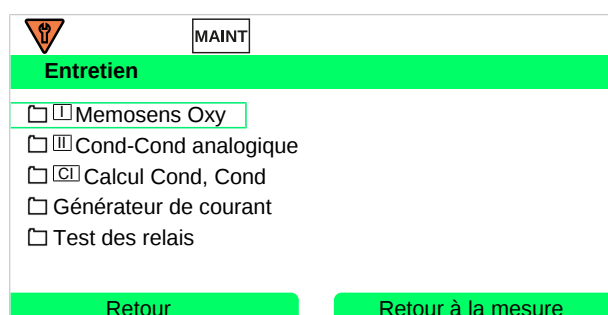 MAINT
Entretien
I Memosens Oxy
II Cond-Cond analogique
CI Calcul Cond, Cond
Générateur de courant
Test des relais
Retour Retour à la mesure